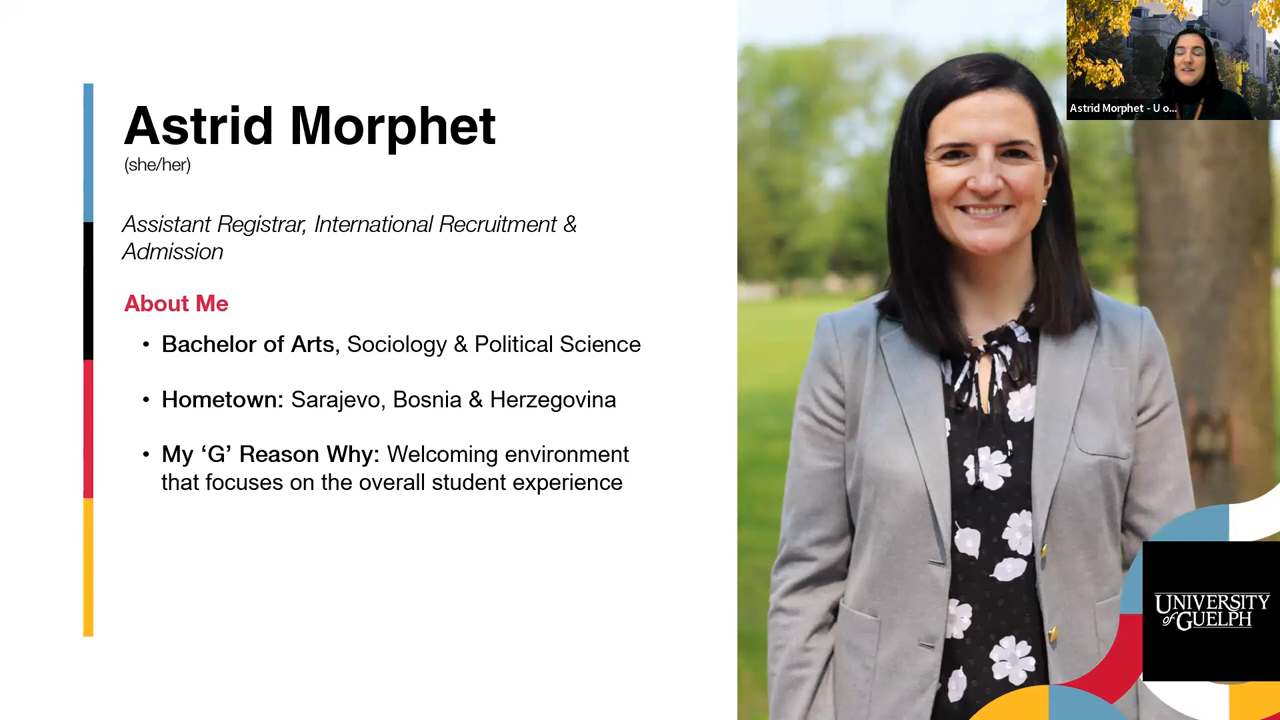 Astrid Morphet
(she/her)
Assistant Registrar, International Recruitment &
Admission
About Me
• Bachelor of Arts, Sociology & Political Science
• Hometown: Sarajevo, Bosnia & Herzegovina
• My ‘G’ Reason Why: Welcoming environment
that focuses on the overall student experience
Astrid Morphet - U o...
UNIVERSITY
of GUELPH